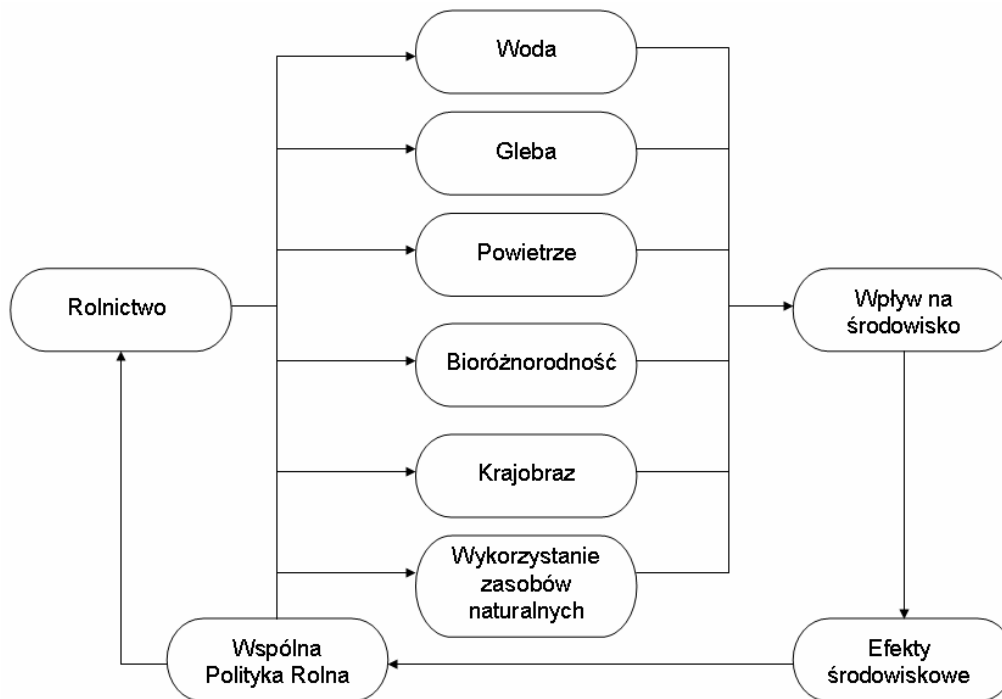 Woda
Gleba
Powietrze
Rolnictwo
Wpływ na
środowisko
Bioróżnorodność
Krajobraz
Wykorzystanie
zasobów
naturalnych
Wspólna
Polityka Rolna
Efekty
środowiskowe